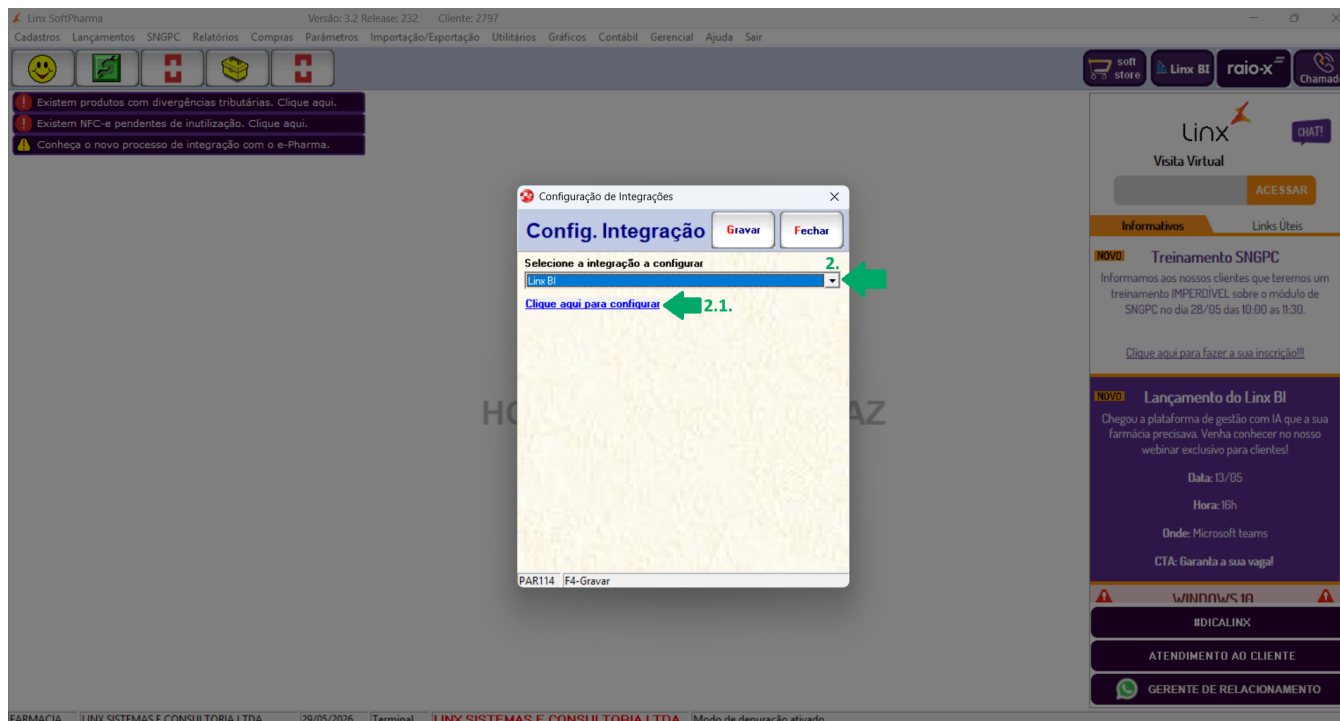 Linx SoftPharma Versão: 3.2 Release: 232 Cliente: 2797
Cadastros Lançamentos SNGPC Relatórios Compras Parâmetros Importação/Exportação Utilitários Gráficos Contábil Gerencial Ajuda Sair
soft store Linx BI raio-x Chamad
Existem produtos com divergências tributárias. Clique aqui.
Existem NFC-e pendentes de inutilização. Clique aqui.
Conheça o novo processo de integração com o e-Pharma.
Linx CHAT!
Visita Virtual
ACESSAR
Informativos Links Úteis
NOVO Treinamento SNGPC
Informamos aos nossos clientes que teremos um
treinamento IMPERDÍVEL sobre o módulo de
SNGPC no dia 28/05 das 10:00 as 11:30.
Clique aqui para fazer a sua inscrição!!!
NOVO Lançamento do Linx BI
Chegou a plataforma de gestão com IA que a sua
farmácia precisava. Venha conhecer no nosso
webinar exclusivo para clientes!
Data: 13/05
Hora: 16h
Onde: Microsoft teams
CTA: Garanta a sua vaga!
WINDOWS 10
#DICALINX
ATENDIMENTO AO CLIENTE
GERENTE DE RELACIONAMENTO
Configuração de Integrações
Config. Integração Gravar Fechar
Selecione a integração a configurar 2.
Linx BI
Clique aqui para configurar 2.1.
HO AZ
PAR114 F4-Gravar
FARMACIA LINX SISTEMAS E CONSULTORIA LTDA 29/05/2026 Terminal LINX SISTEMAS E CONSULTORIA LTDA Modo de depuração ativado